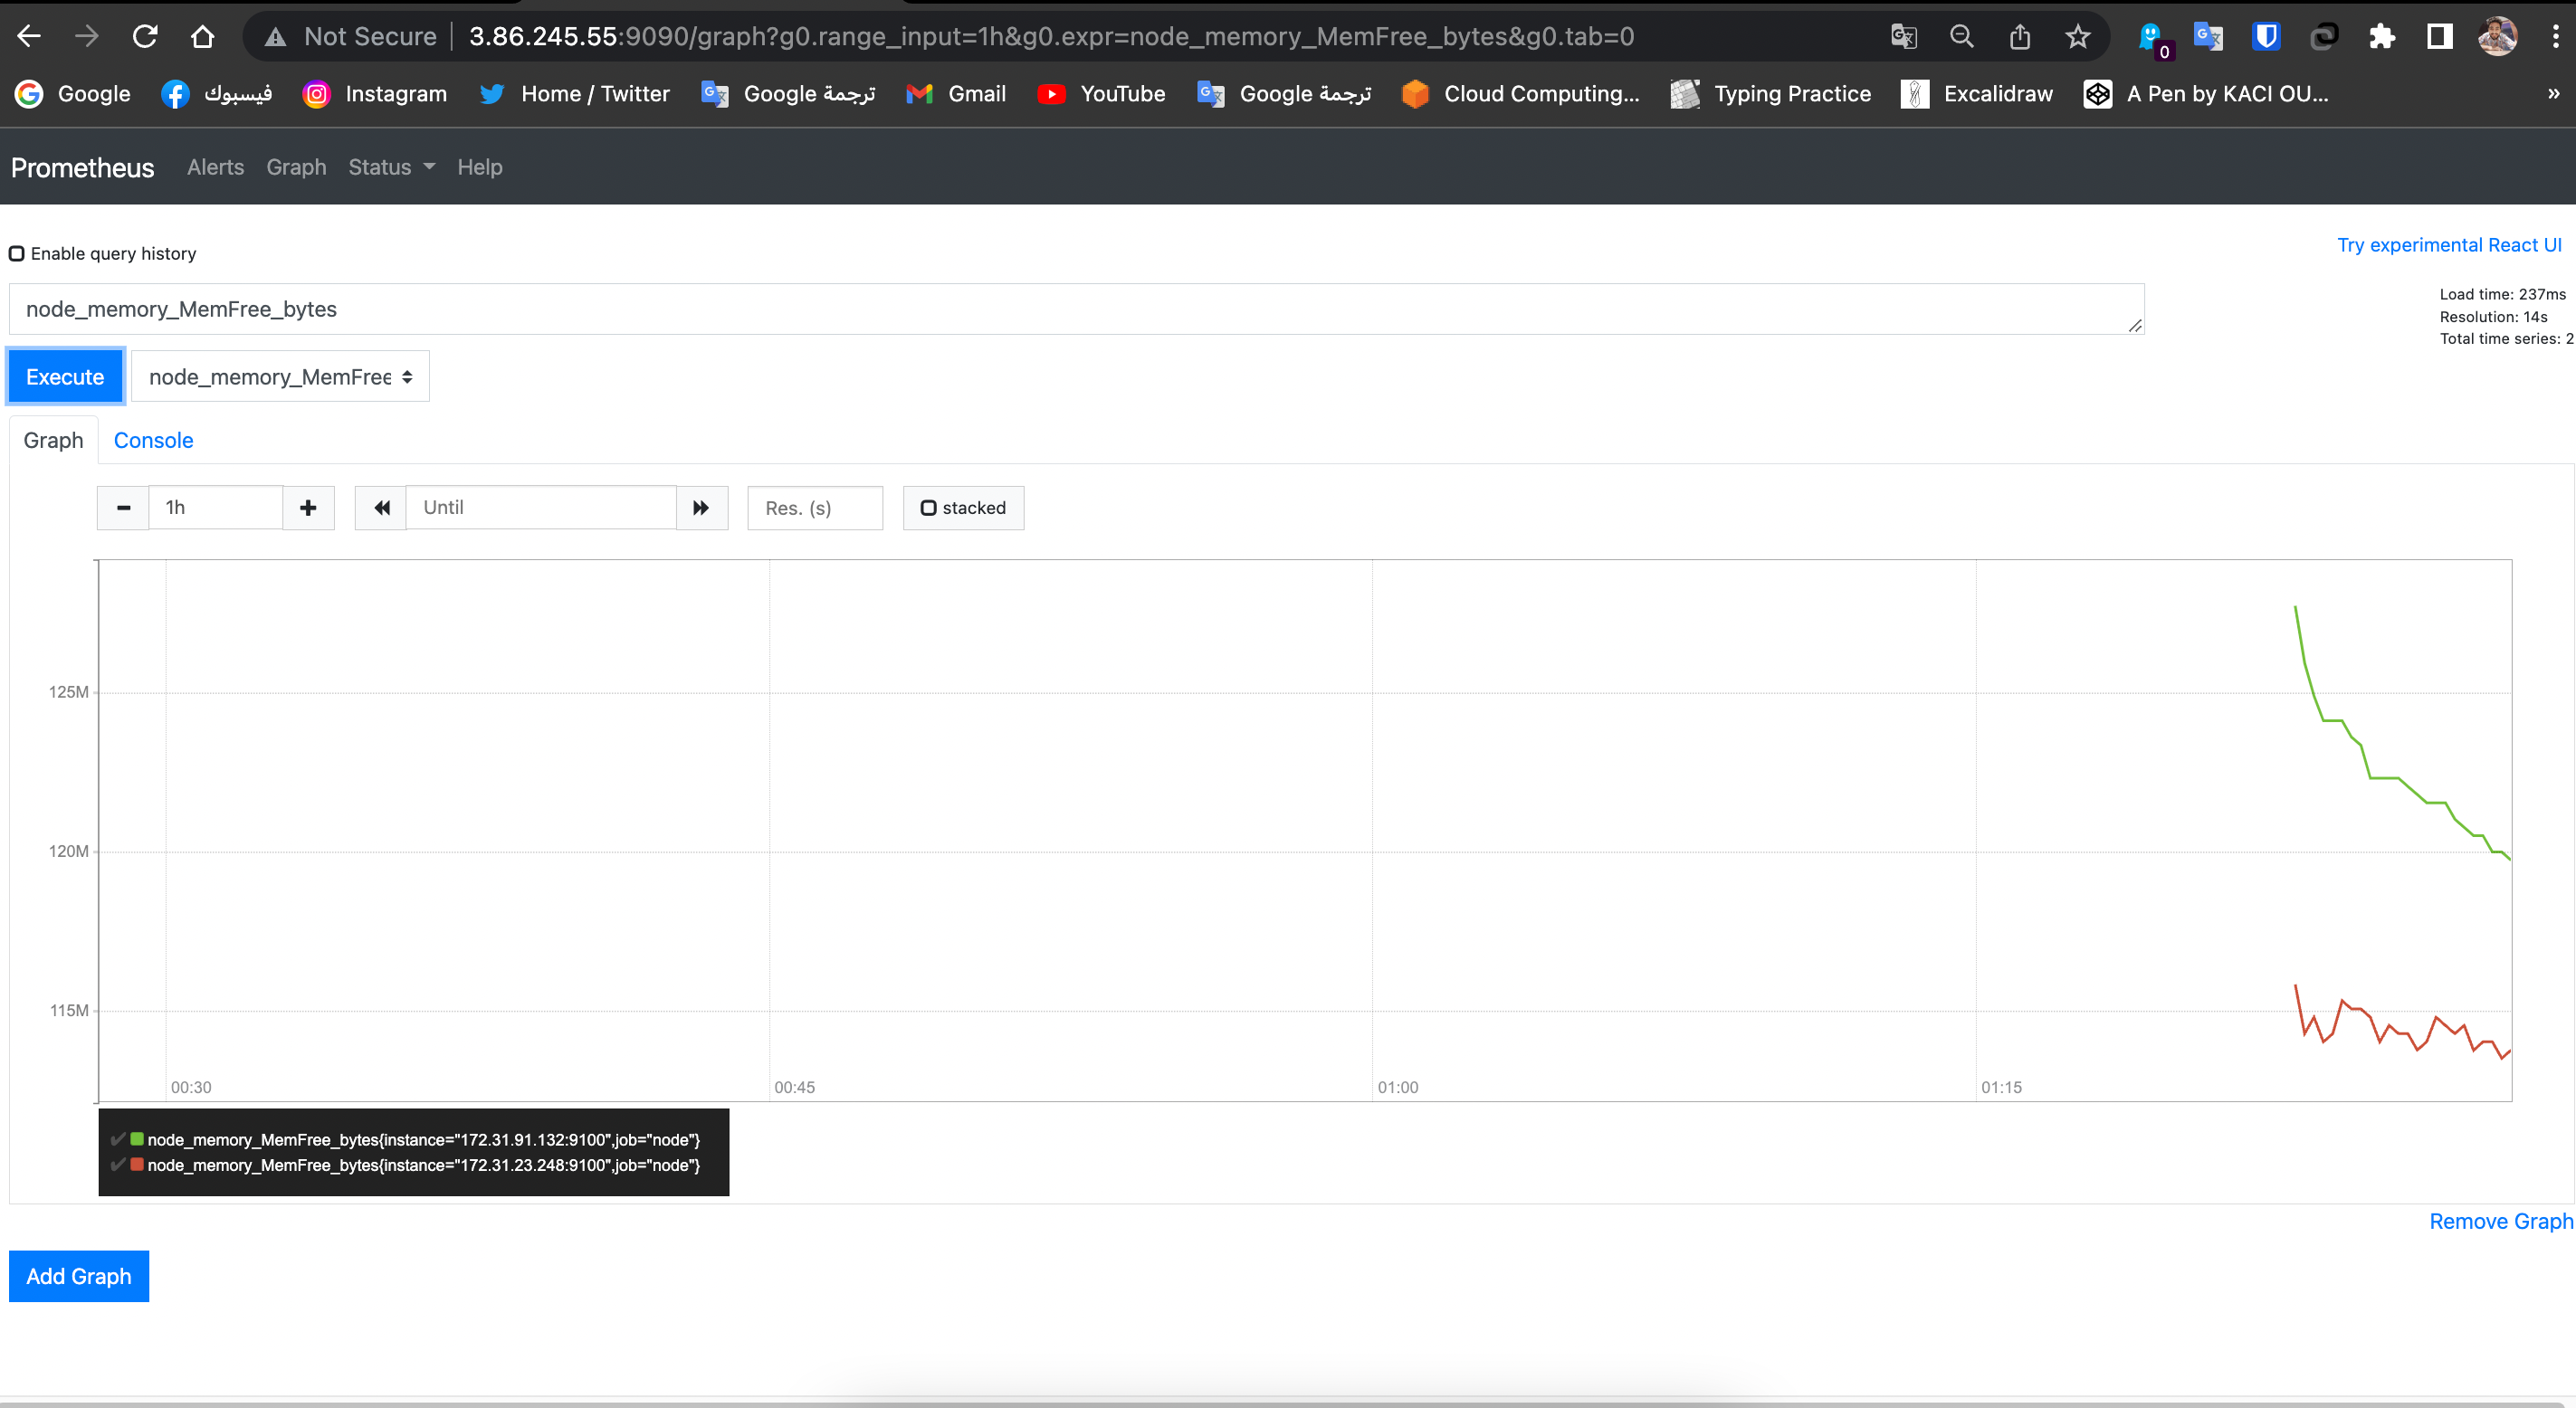 Not Secure 3.86.245.55:9090/graph?g0.range_input=1h&g0.expr=node_memory_MemFree_bytes&g0.tab=0
0
Google فيسبوك Instagram Home / Twitter ترجمة Google Gmail YouTube ترجمة Google Cloud Computing... Typing Practice Excalidraw A Pen by KACI OU... »
Prometheus Alerts Graph Status Help
Enable query history
Try experimental React UI
node_memory_MemFree_bytes
Load time: 237ms
Resolution: 14s
Total time series: 2
Execute node_memory_MemFree
Graph Console
1h Until Res. (s) stacked
125M
120M
115M
00:30 00:45 01:00 01:15
node_memory_MemFree_bytes{instance="172.31.91.132:9100",job="node"}
node_memory_MemFree_bytes{instance="172.31.23.248:9100",job="node"}
Remove Graph
Add Graph